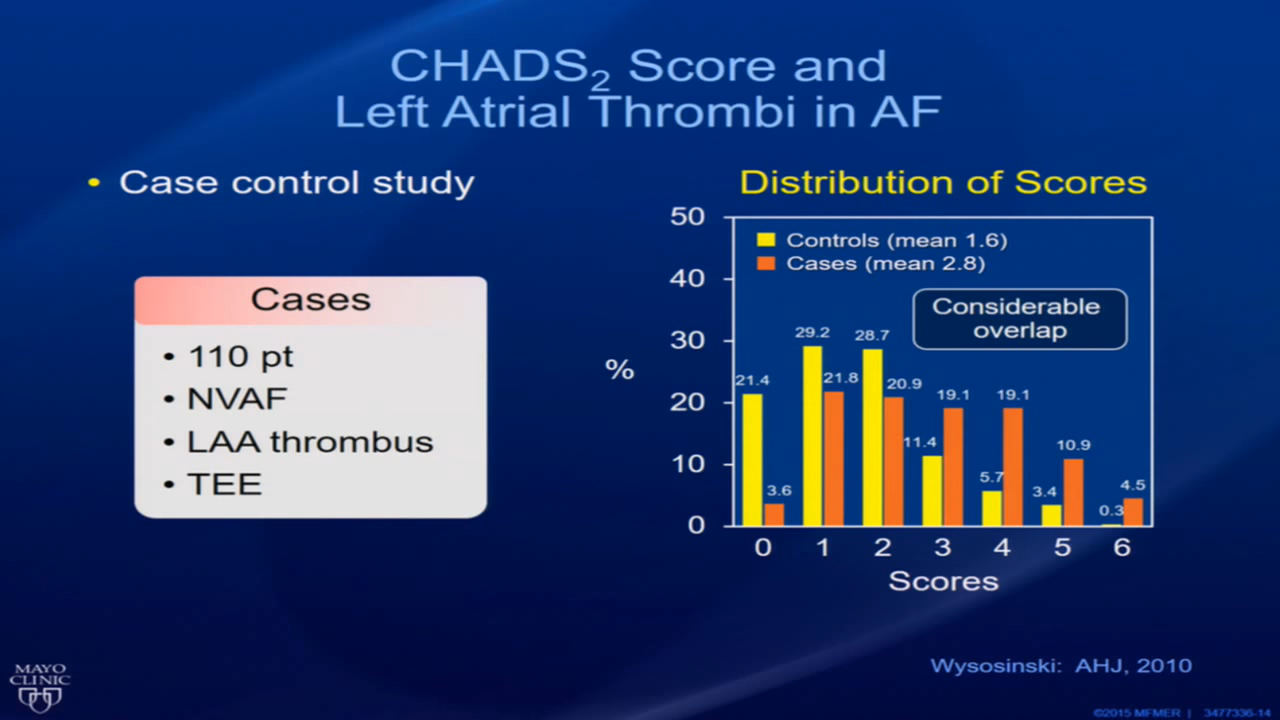 CHADS₂ Score and
Left Atrial Thrombi in AF
• Case control study
Cases
• 110 pt
• NVAF
• LAA thrombus
• TEE
Distribution of Scores
50
40
30
20
10
0
%
Controls (mean 1.6)
Cases (mean 2.8)
Considerable
overlap
21.4
3.6
29.2
21.8
28.7
20.9
11.4
19.1
5.7
19.1
3.4
10.9
0.3
4.5
0 1 2 3 4 5 6
Scores
Wysosinski: AHJ, 2010
MAYO
CLINIC
©2015 MFMER | 3477336-14